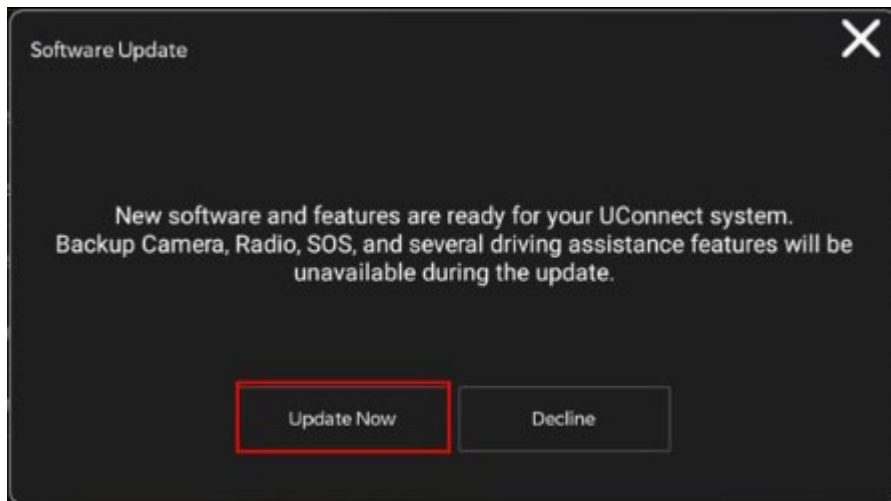 Software Update
New software and features are ready for your UConnect system.
Backup Camera, Radio, SOS, and several driving assistance features will be
unavailable during the update.
Update Now
Decline